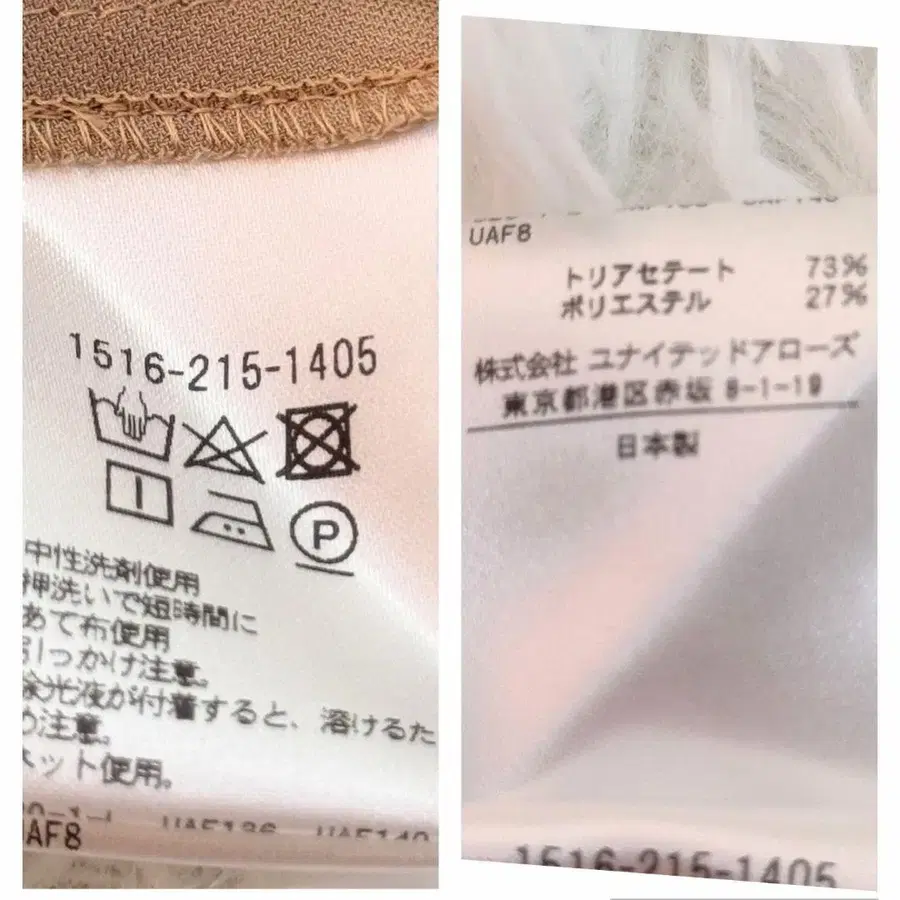 1516-215-1405
P
中性洗剤使用
押洗いで短時間に
あて布使用
引っかけ注意。
除光液が付着すると、溶けるた
め注意。
ネット使用。
UAF8 UAF136 UAF140
UAF8
トリアセテート 73%
ポリエステル 27%
株式会社 ユナイテッドアローズ
東京都港区赤坂 8-1-19
日本製
1516-215-1405